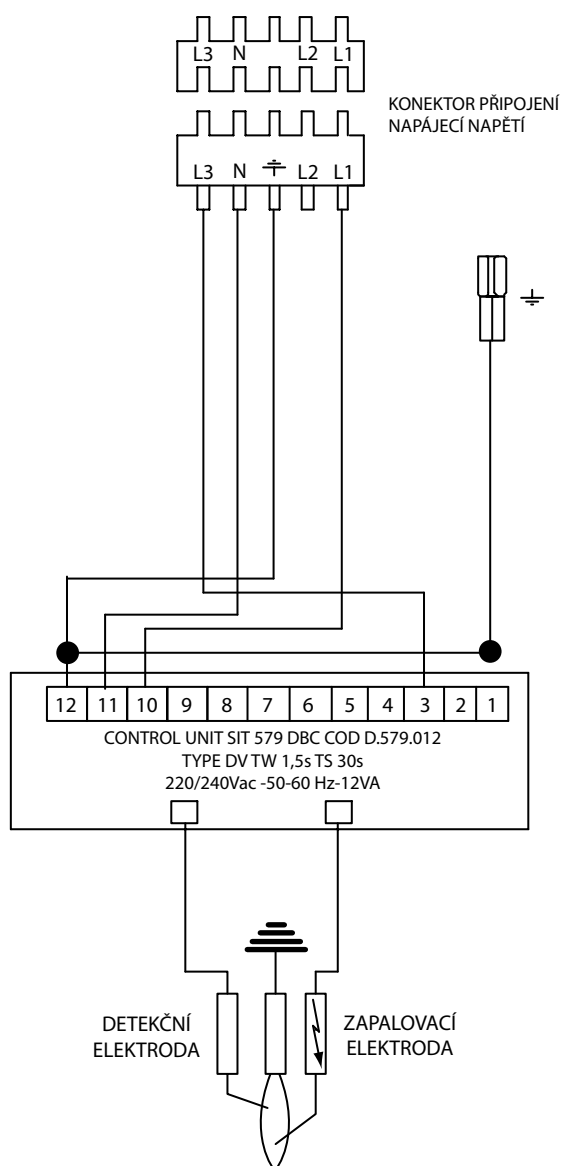 L3 N L2 L1
KONEKTOR PŘIPOJENÍ
NAPÁJECÍ NAPĚTÍ
L3 N L2 L1
12 11 10 9 8 7 6 5 4 3 2 1
CONTROL UNIT SIT 579 DBC COD D.579.012
TYPE DV TW 1,5s TS 30s
220/240Vac -50-60 Hz-12VA
DETEKČNÍ
ELEKTRODA
ZAPALOVACÍ
ELEKTRODA